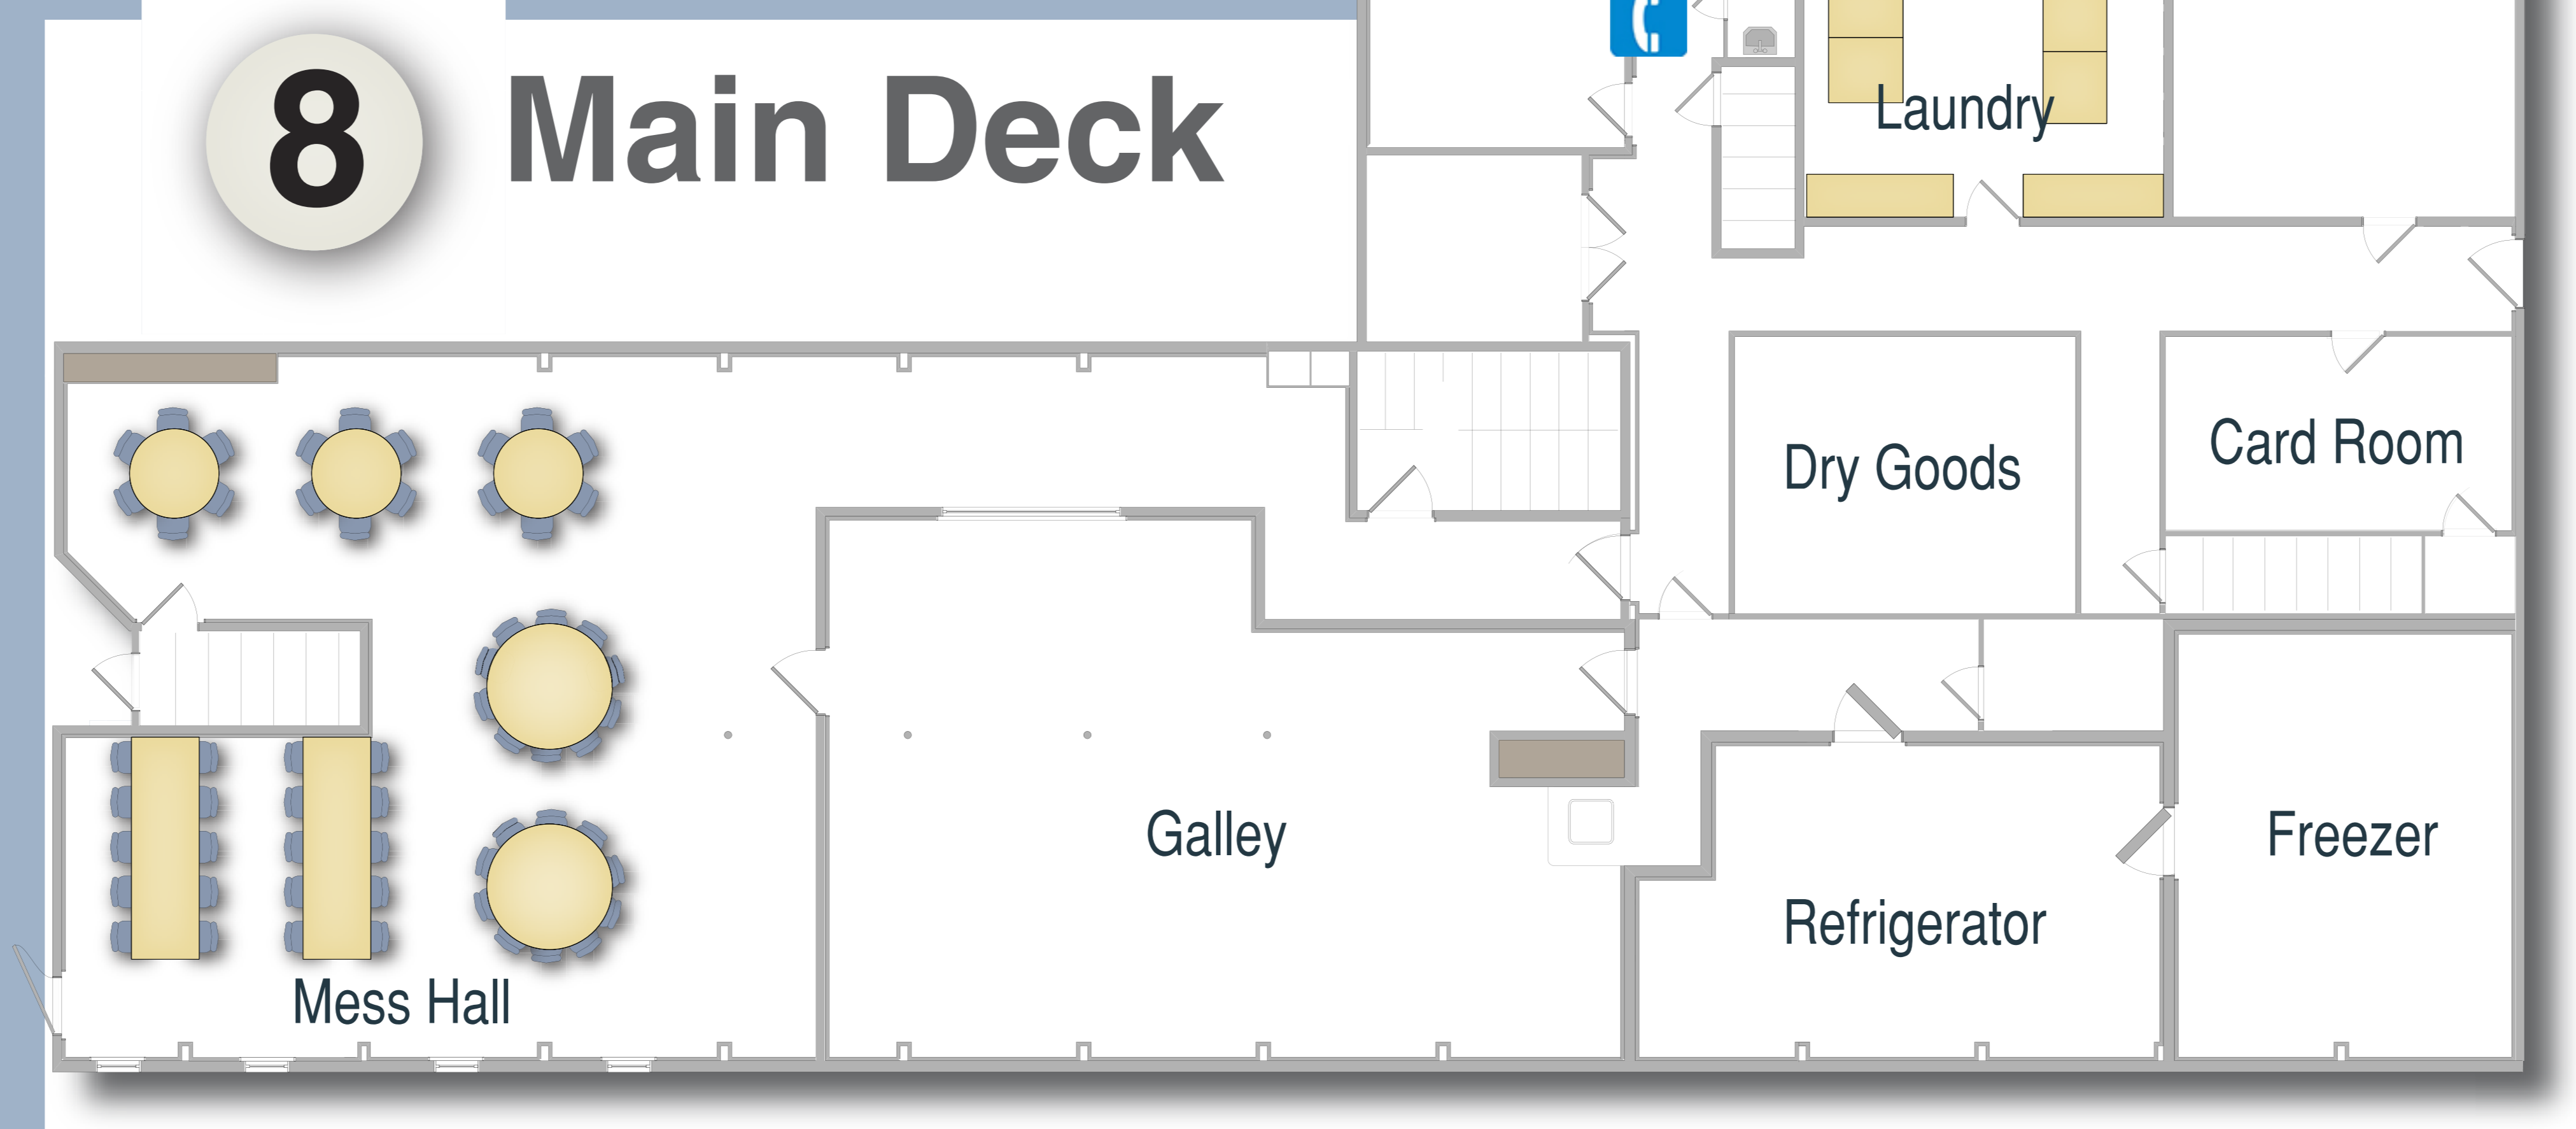 8 Main Deck
Laundry
Dry Goods
Card Room
Galley
Freezer
Refrigerator
Mess Hall